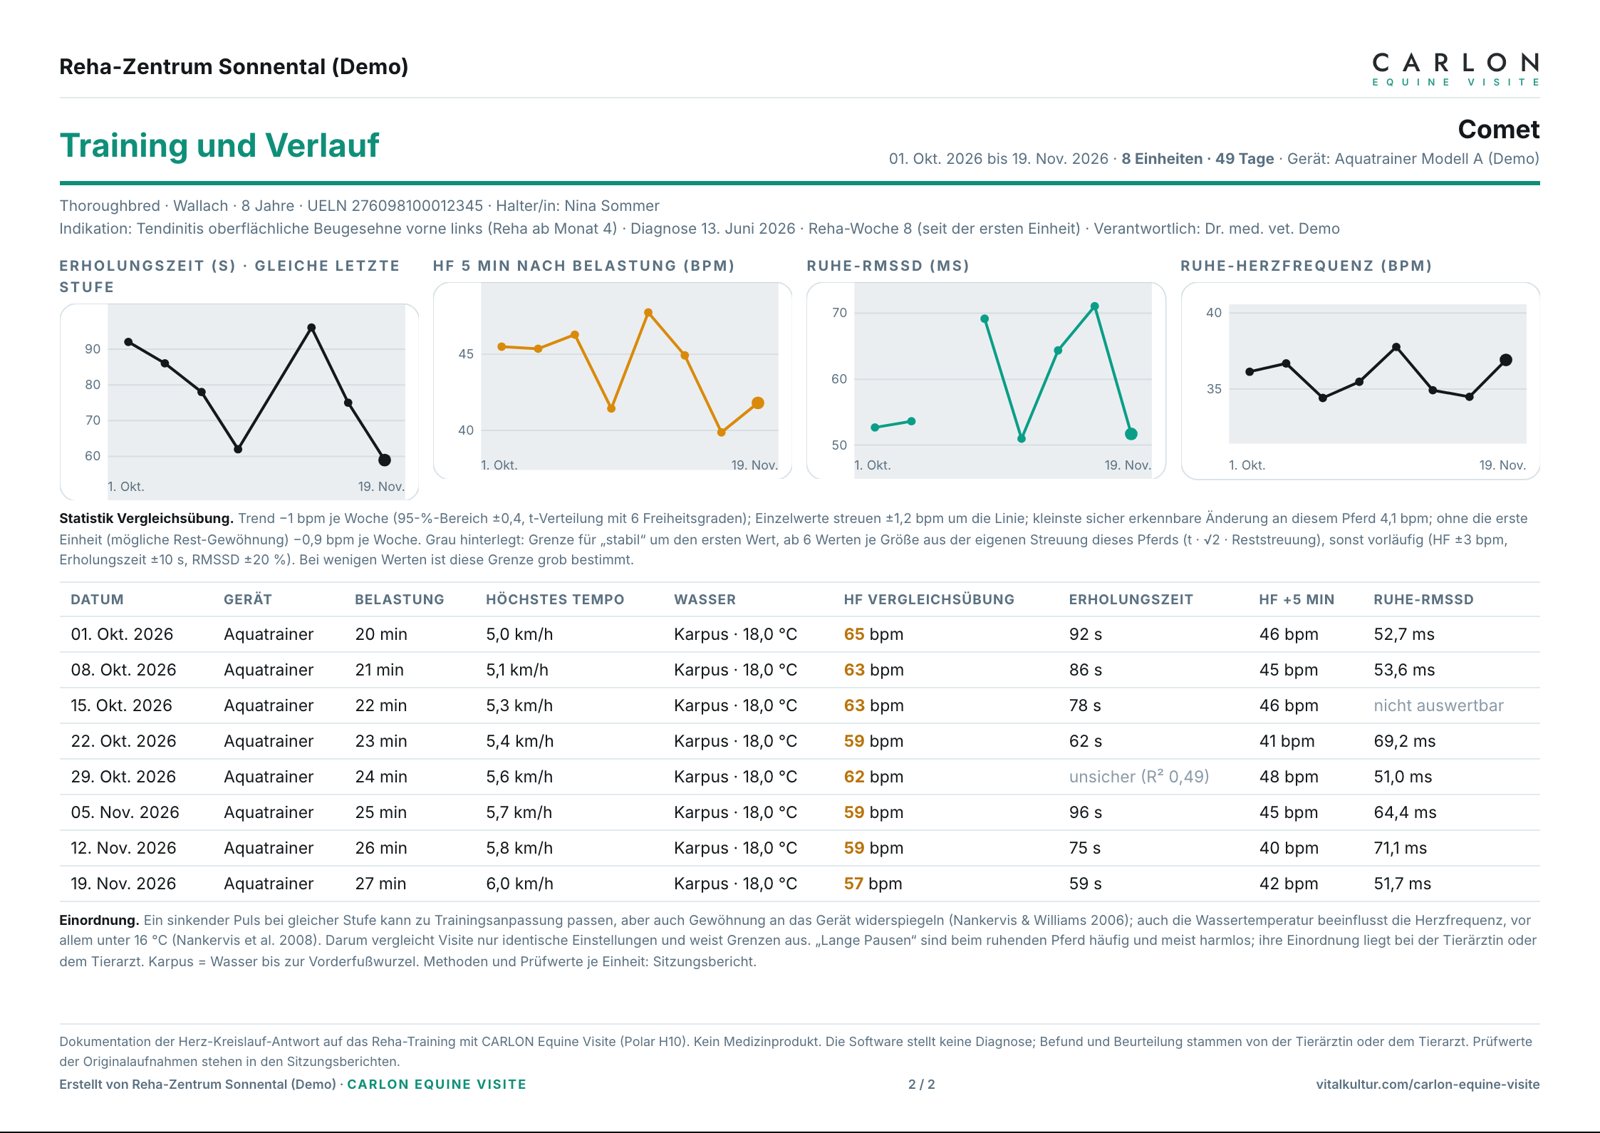 Reha-Zentrum Sonnental (Demo)
CARLON
EQUINE VISITE
Training und Verlauf
Comet
01. Okt. 2026 bis 19. Nov. 2026 · 8 Einheiten · 49 Tage · Gerät: Aquatrainer Modell A (Demo)
Thoroughbred · Wallach · 8 Jahre · UELN 276098100012345 · Halter/in: Nina Sommer
Indikation: Tendinitis oberflächliche Beugesehne vorne links (Reha ab Monat 4) · Diagnose 13. Juni 2026 · Reha-Woche 8 (seit der ersten Einheit) · Verantwortlich: Dr. med. vet. Demo
ERHOLUNGSZEIT (S) · GLEICHE LETZTE
STUFE
90
80
70
60
1. Okt. 19. Nov.
HF 5 MIN NACH BELASTUNG (BPM)
45
40
1. Okt. 19. Nov.
RUHE-RMSSD (MS)
70
60
50
1. Okt. 19. Nov.
RUHE-HERZFREQUENZ (BPM)
40
35
1. Okt. 19. Nov.
Statistik Vergleichsübung. Trend −1 bpm je Woche (95-%-Bereich ±0,4, t-Verteilung mit 6 Freiheitsgraden); Einzelwerte streuen ±1,2 bpm um die Linie; kleinste sicher erkennbare Änderung an diesem Pferd 4,1 bpm; ohne die erste
Einheit (mögliche Rest-Gewöhnung) −0,9 bpm je Woche. Grau hinterlegt: Grenze für „stabil“ um den ersten Wert, ab 6 Werten je Größe aus der eigenen Streuung dieses Pferds (t · √2 · Reststreuung), sonst vorläufig (HF ±3 bpm,
Erholungszeit ±10 s, RMSSD ±20 %). Bei wenigen Werten ist diese Grenze grob bestimmt.
DATUM GERÄT BELASTUNG HÖCHSTES TEMPO WASSER HF VERGLEICHSÜBUNG ERHOLUNGSZEIT HF +5 MIN RUHE-RMSSD
01. Okt. 2026 Aquatrainer 20 min 5,0 km/h Karpus · 18,0 °C 65 bpm 92 s 46 bpm 52,7 ms
08. Okt. 2026 Aquatrainer 21 min 5,1 km/h Karpus · 18,0 °C 63 bpm 86 s 45 bpm 53,6 ms
15. Okt. 2026 Aquatrainer 22 min 5,3 km/h Karpus · 18,0 °C 63 bpm 78 s 46 bpm nicht auswertbar
22. Okt. 2026 Aquatrainer 23 min 5,4 km/h Karpus · 18,0 °C 59 bpm 62 s 41 bpm 69,2 ms
29. Okt. 2026 Aquatrainer 24 min 5,6 km/h Karpus · 18,0 °C 62 bpm unsicher (R² 0,49) 48 bpm 51,0 ms
05. Nov. 2026 Aquatrainer 25 min 5,7 km/h Karpus · 18,0 °C 59 bpm 96 s 45 bpm 64,4 ms
12. Nov. 2026 Aquatrainer 26 min 5,8 km/h Karpus · 18,0 °C 59 bpm 75 s 40 bpm 71,1 ms
19. Nov. 2026 Aquatrainer 27 min 6,0 km/h Karpus · 18,0 °C 57 bpm 59 s 42 bpm 51,7 ms
Einordnung. Ein sinkender Puls bei gleicher Stufe kann zu Trainingsanpassung passen, aber auch Gewöhnung an das Gerät widerspiegeln (Nankervis & Williams 2006); auch die Wassertemperatur beeinflusst die Herzfrequenz, vor
allem unter 16 °C (Nankervis et al. 2008). Darum vergleicht Visite nur identische Einstellungen und weist Grenzen aus. „Lange Pausen“ sind beim ruhenden Pferd häufig und meist harmlos; ihre Einordnung liegt bei der Tierärztin oder
dem Tierarzt. Karpus = Wasser bis zur Vorderfußwurzel. Methoden und Prüfwerte je Einheit: Sitzungsbericht.
Dokumentation der Herz-Kreislauf-Antwort auf das Reha-Training mit CARLON Equine Visite (Polar H10). Kein Medizinprodukt. Die Software stellt keine Diagnose; Befund und Beurteilung stammen von der Tierärztin oder dem Tierarzt. Prüfwerte
der Originalaufnahmen stehen in den Sitzungsberichten.
Erstellt von Reha-Zentrum Sonnental (Demo) · CARLON EQUINE VISITE
2 / 2
vitalkultur.com/carlon-equine-visite